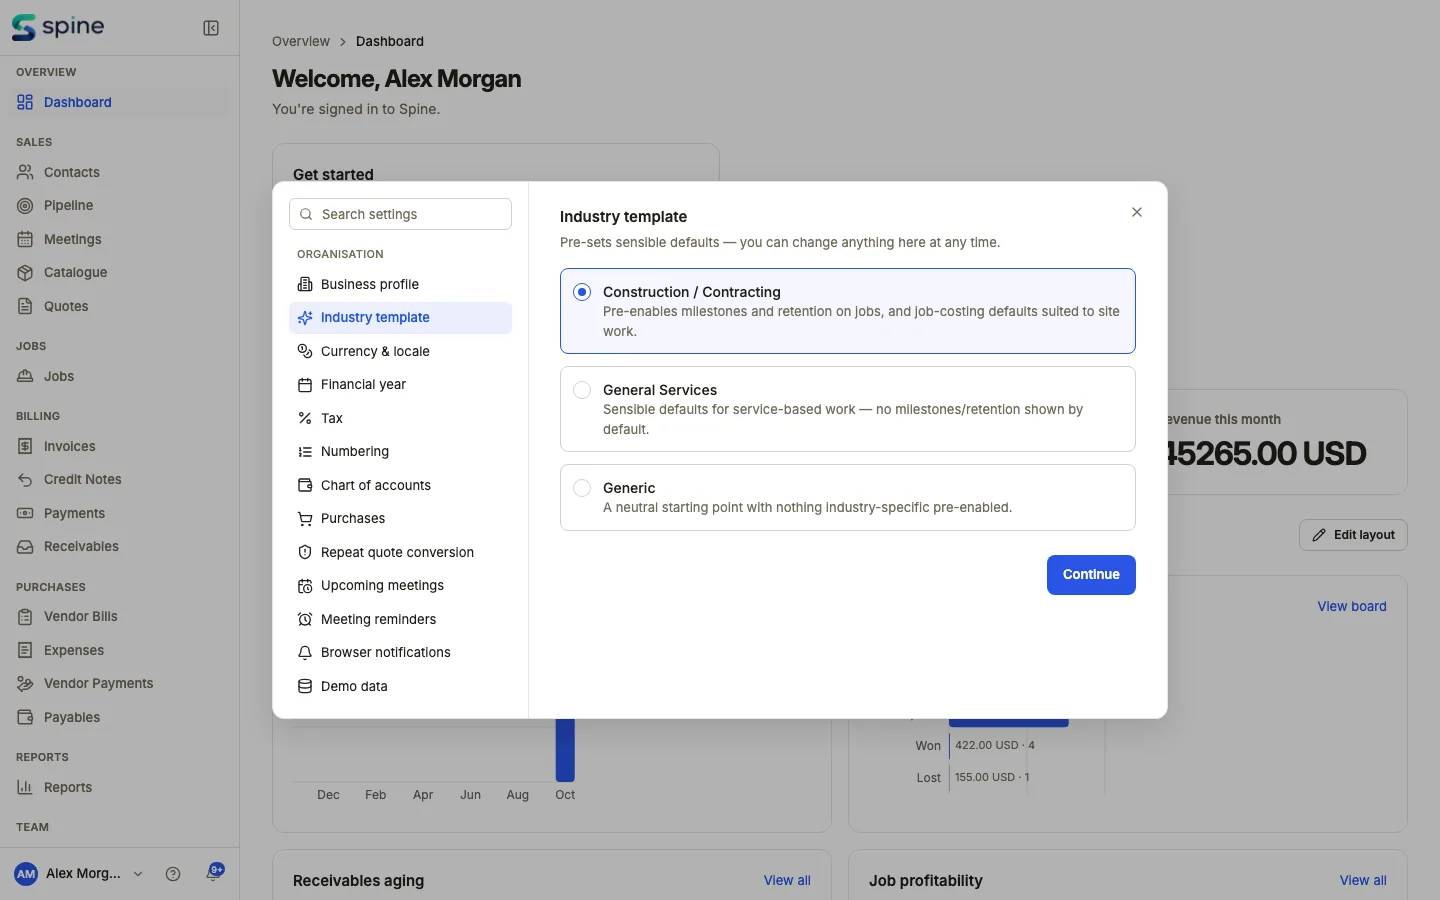 spine
OVERVIEW
Dashboard
SALES
Contacts
Pipeline
Meetings
Catalogue
Quotes
JOBS
Jobs
BILLING
Invoices
Credit Notes
Payments
Receivables
PURCHASES
Vendor Bills
Expenses
Vendor Payments
Payables
REPORTS
Reports
TEAM
AM Alex Morg...
9+
Overview > Dashboard
Welcome, Alex Morgan
You're signed in to Spine.
Get started
Search settings
ORGANISATION
Business profile
Industry template
Currency & locale
Financial year
Tax
Numbering
Chart of accounts
Purchases
Repeat quote conversion
Upcoming meetings
Meeting reminders
Browser notifications
Demo data
Industry template
Pre-sets sensible defaults — you can change anything here at any time.
Construction / Contracting
Pre-enables milestones and retention on jobs, and job-costing defaults suited to site
work.
General Services
Sensible defaults for service-based work — no milestones/retention shown by
default.
Generic
A neutral starting point with nothing industry-specific pre-enabled.
Continue
evenue this month
45265.00 USD
Edit layout
View board
Won 422.00 USD · 4
Lost 155.00 USD · 1
Dec Feb Apr Jun Aug Oct
Receivables aging
View all
Job profitability
View all